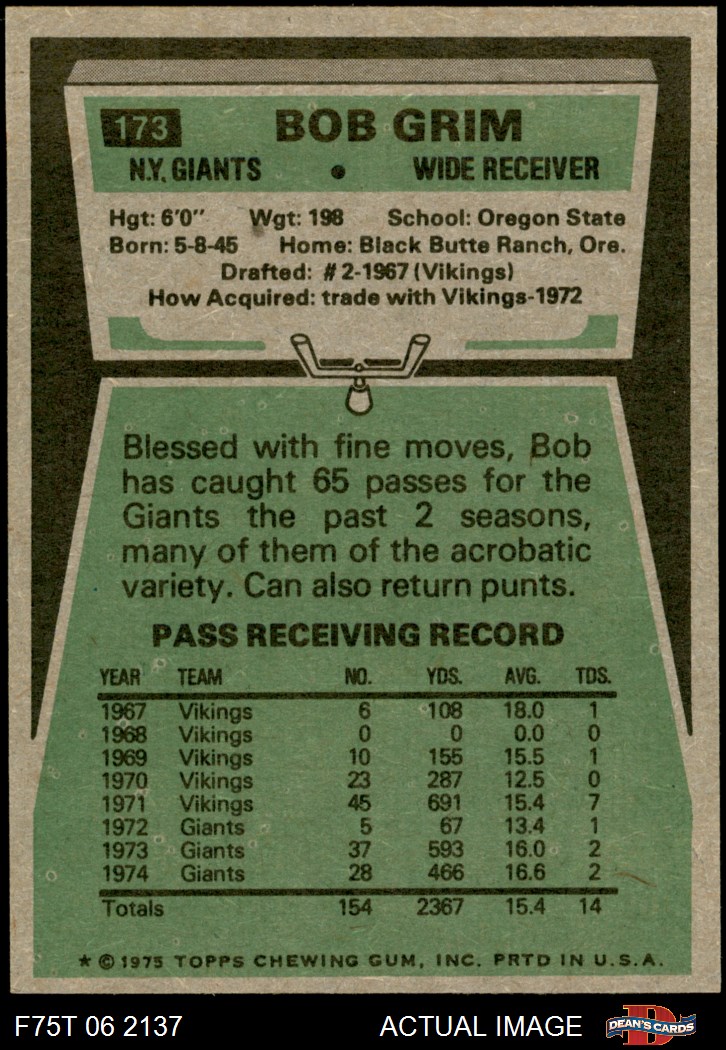 173 BOB GRIM
N.Y. GIANTS • WIDE RECEIVER
Hgt: 6'0" Wgt: 198 School: Oregon State
Born: 5-8-45 Home: Black Butte Ranch, Ore.
Drafted: #2-1967 (Vikings)
How Acquired: trade with Vikings-1972
Blessed with fine moves, Bob
has caught 65 passes for the
Giants the past 2 seasons,
many of them of the acrobatic
variety. Can also return punts.
PASS RECEIVING RECORD
YEAR TEAM NO. YDS. AVG. TDS.
1967 Vikings 6 108 18.0 1
1968 Vikings 0 0 0.0 0
1969 Vikings 10 155 15.5 1
1970 Vikings 23 287 12.5 0
1971 Vikings 45 691 15.4 7
1972 Giants 5 67 13.4 1
1973 Giants 37 593 16.0 2
1974 Giants 28 466 16.6 2
Totals 154 2367 15.4 14
* © 1975 TOPPS CHEWING GUM, INC. PRTD IN U.S.A.
F75T 06 2137 ACTUAL IMAGE DEAN'S CARDS